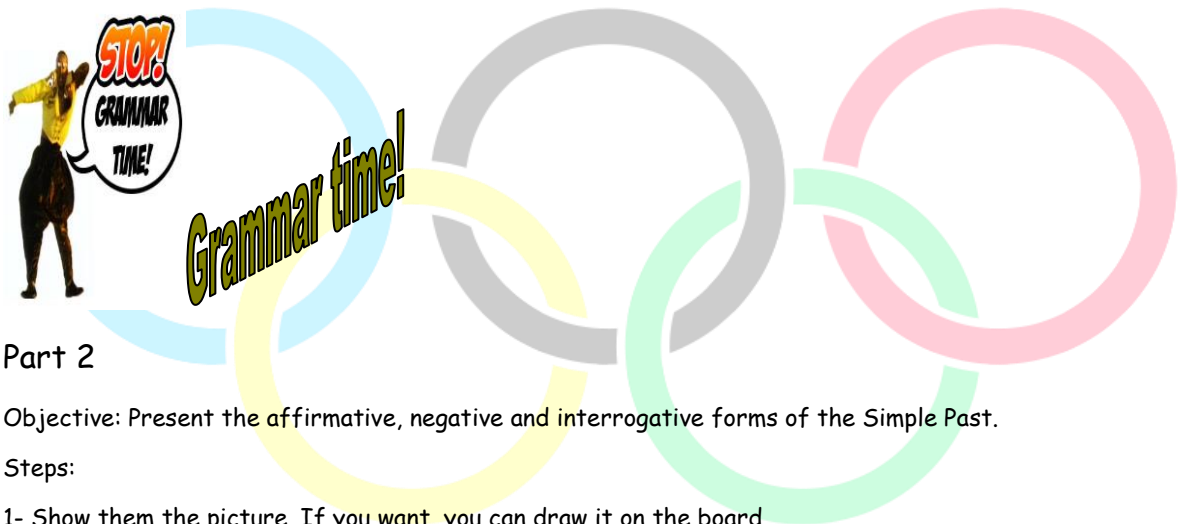 STOP!
GRAMMAR
TIME!
Grammar time!
Part 2
Objective: Present the affirmative, negative and interrogative forms of the Simple Past.
Steps:
1- Show them the picture. If you want, you can draw it on the board.